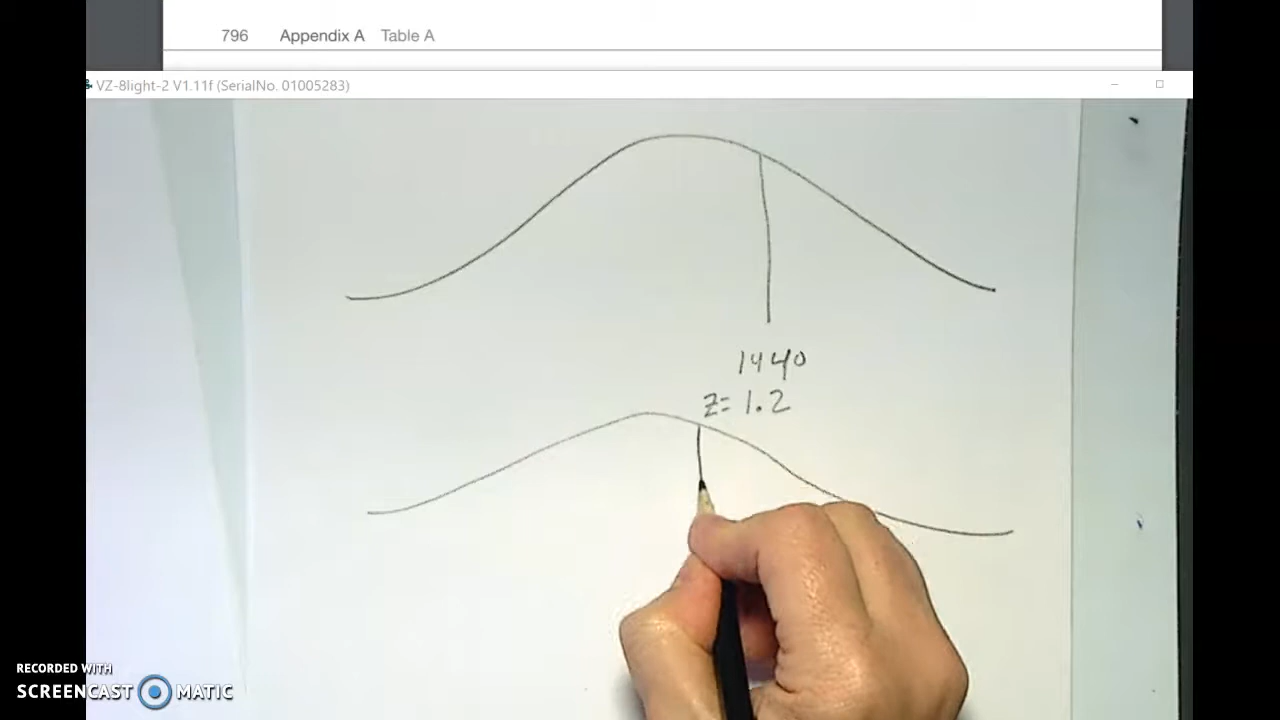 796 Appendix A Table A
VZ-8light-2 V1.11f (SerialNo. 01005283)
1440
z= 1.2
RECORDED WITH
SCREENCAST MATIC